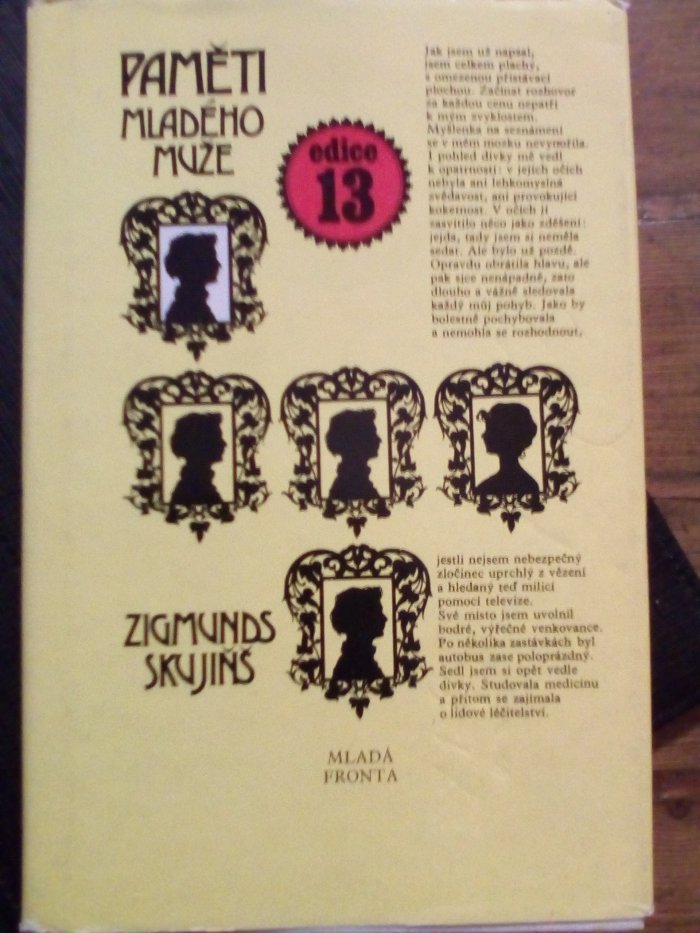 PAMĚTI
MLADÉHO
MUŽE
edice
13
Jak jsem už napsal,
jsem celkem plachý,
s omezenou přistávací
plochou. Začínat rozhovor
za každou cenu nepatří
k mým zvyklostem.
Myšlenka na seznámení
se v mém mozku nevynořila.
I pohled dívky mě vedl
k opatrnosti: v jejích očích
nebyla ani lehkomyslná
zvědavost, ani provokující
koketnost. V očích jí
zasvítilo něco jako zděšení:
jejda, tady jsem si neměla
sedat. Ale bylo už pozdě.
Opravdu obrátila hlavu, ale
pak sice nenápadně, zato
dlouho a vážně sledovala
každý můj pohyb. Jako by
bolestně pochybovala
a nemohla se rozhodnout,
jestli nejsem nebezpečný
zločinec uprchlý z vězení
a hledaný teď milicí
pomocí televize.
Své místo jsem uvolnil
bodré, výřečné venkovance.
Po několika zastávkách byl
autobus zase poloprázdný.
Sedl jsem si opět vedle
dívky. Studovala medicínu
a přitom se zajímala
o lidové léčitelství.
ZIGMUNDS
SKUJIŇŠ
MLADÁ
FRONTA